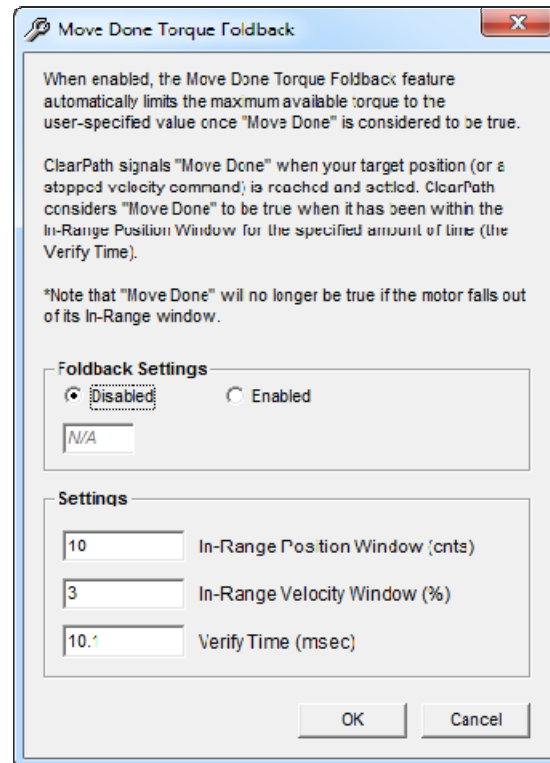 Move Done Torque Foldback
When enabled, the Move Done Torque Foldback feature
automatically limits the maximum available torque to the
user-specified value once "Move Done" is considered to be true.
ClearPath signals "Move Done" when your target position (or a
stopped velocity command) is reached and settled. ClearPath
considers "Move Done" to be true when it has been within the
In-Range Position Window for the specified amount of time (the
Verify Time).
*Note that "Move Done" will no longer be true if the motor falls out
of its In-Range window.
Foldback Settings
Disabled Enabled
N/A
Settings
10 In-Range Position Window (cnts)
3 In-Range Velocity Window (%)
10.1 Verify Time (msec)
OK Cancel